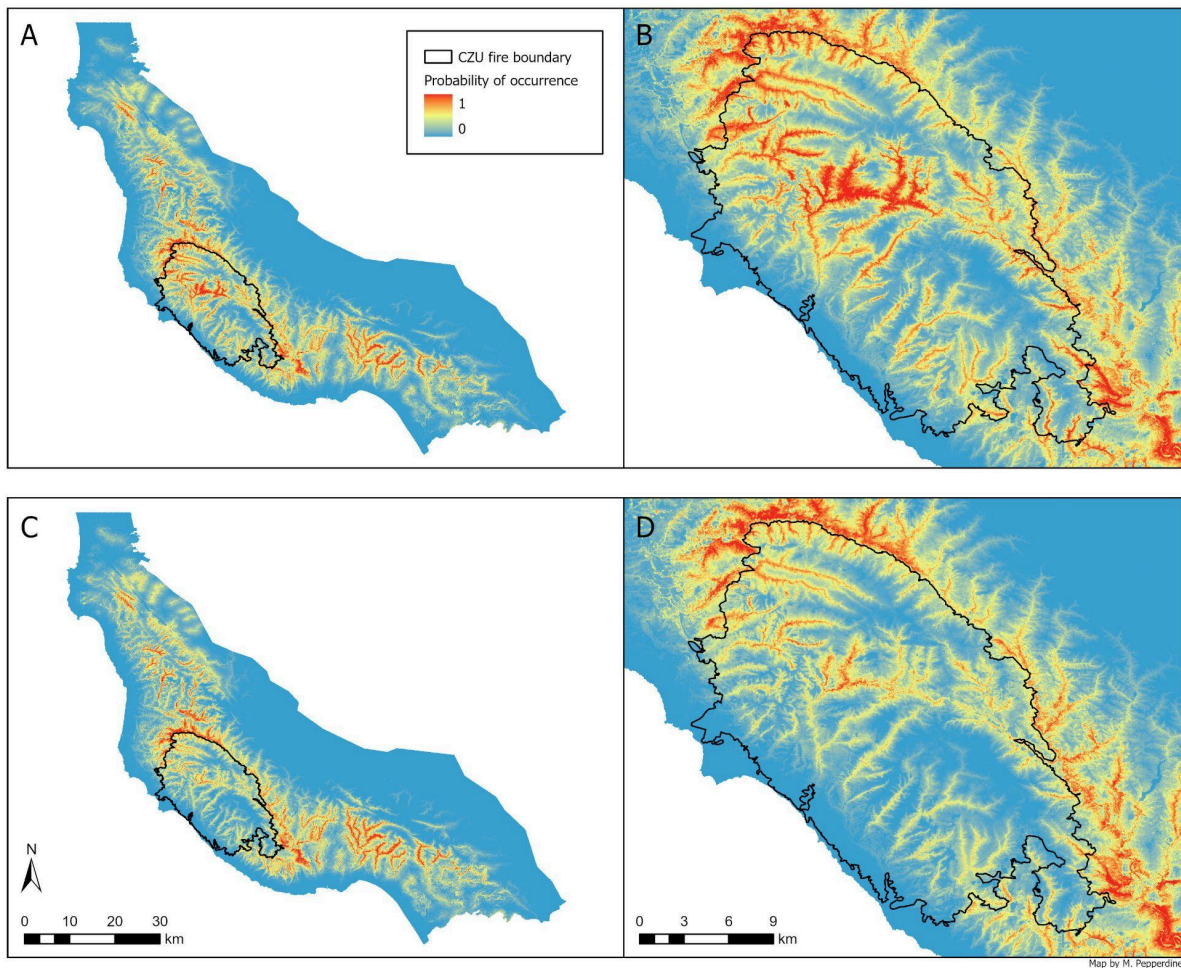 A
CZU fire boundary
Probability of occurrence
1
0
B
C
N
0 10 20 30
km
D
0 3 6 9
km
Map by M. Pepperdine